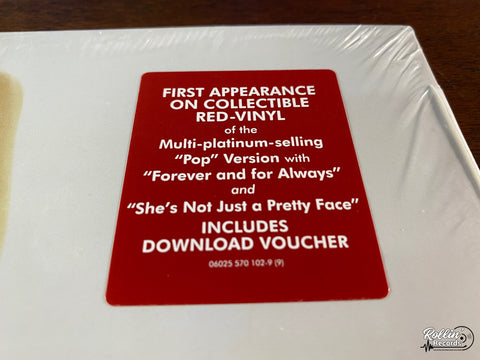 FIRST APPEARANCE
ON COLLECTIBLE
RED-VINYL
of the
Multi-platinum-selling
“Pop” Version with
“Forever and for Always”
and
“She’s Not Just a Pretty Face”
INCLUDES
DOWNLOAD VOUCHER
06025 570 102-9 (9)
Rollin'
Records